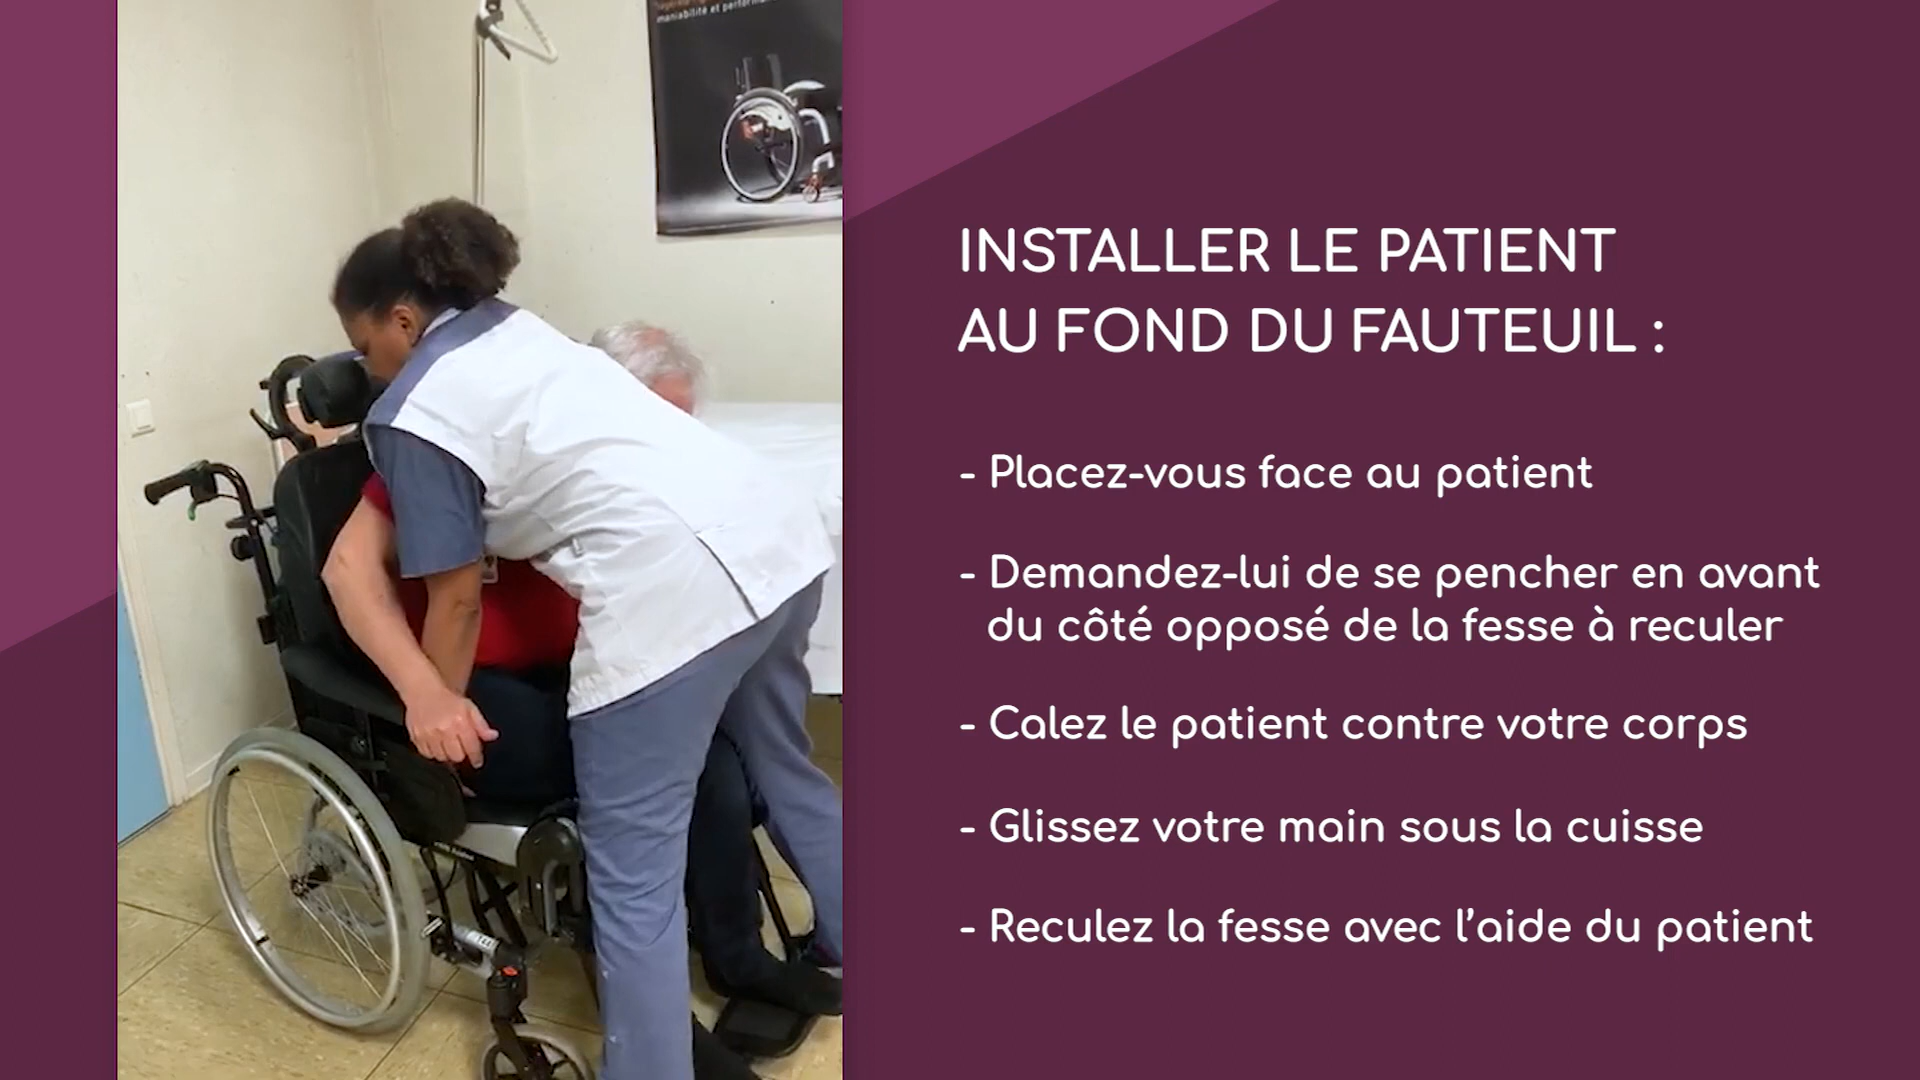 maniabilité et
INSTALLER LE PATIENT
AU FOND DU FAUTEUIL :
- Placez-vous face au patient
- Demandez-lui de se pencher en avant
du côté opposé de la fesse à reculer
- Calez le patient contre votre corps
- Glissez votre main sous la cuisse
- Reculez la fesse avec l’aide du patient